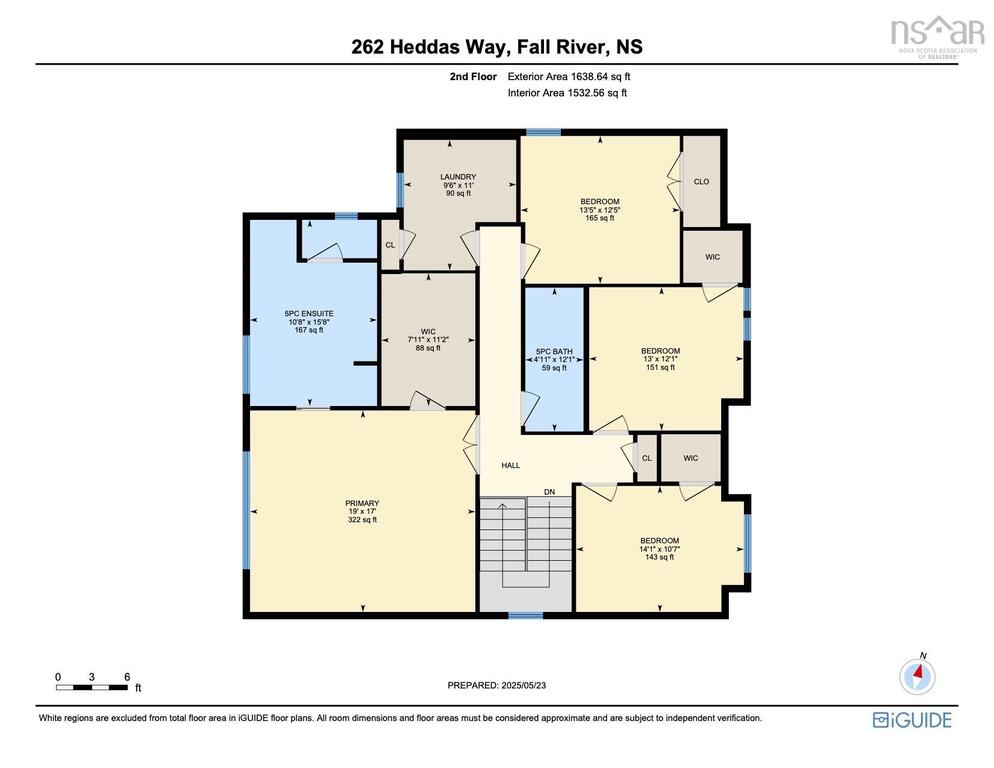 262 Heddas Way, Fall River, NS
nsAR
NOVA SCOTIA ASSOCIATION
OF REALTORS®
2nd Floor Exterior Area 1638.64 sq ft
Interior Area 1532.56 sq ft
LAUNDRY
9'6" x 11'
90 sq ft
BEDROOM
13'5" x 12'5"
165 sq ft
CLO
CL
WIC
5PC ENSUITE
10'8" x 15'8"
167 sq ft
WIC
7'11" x 11'2"
88 sq ft
5PC BATH
4'11" x 12'1"
59 sq ft
BEDROOM
13' x 12'1"
151 sq ft
HALL
CL
WIC
DN
PRIMARY
19' x 17'
322 sq ft
BEDROOM
14'1" x 10'7"
143 sq ft
0 3 6
ft
PREPARED: 2025/05/23
N
White regions are excluded from total floor area in iGUIDE floor plans. All room dimensions and floor areas must be considered approximate and are subject to independent verification.
iGUIDE